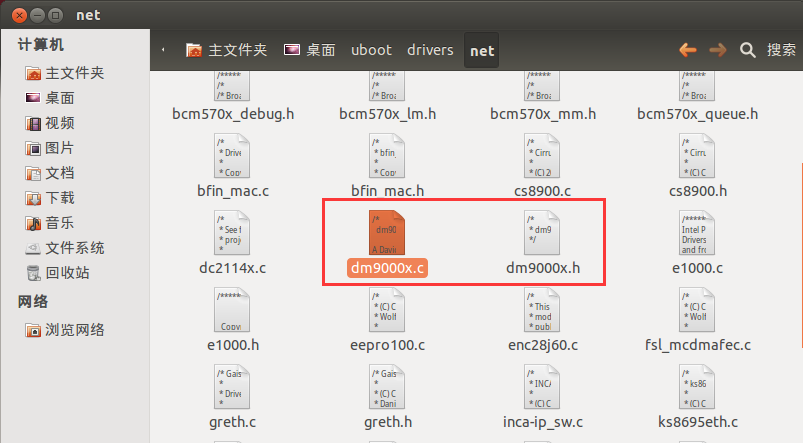 net
计算机
主文件夹
桌面
视频
图片
文档
下载
音乐
文件系统
回收站
网络
浏览网络
主文件夹 桌面 uboot drivers net 搜索
bcm570x_debug.h bcm570x_lm.h bcm570x_mm.h bcm570x_queue.h
bfin_mac.c bfin_mac.h cs8900.c cs8900.h
dc2114x.c dm9000x.c dm9000x.h e1000.c
e1000.h eepro100.c enc28j60.c fsl_mcdmafec.c
greth.c greth.h inca-ip_sw.c ks8695eth.c